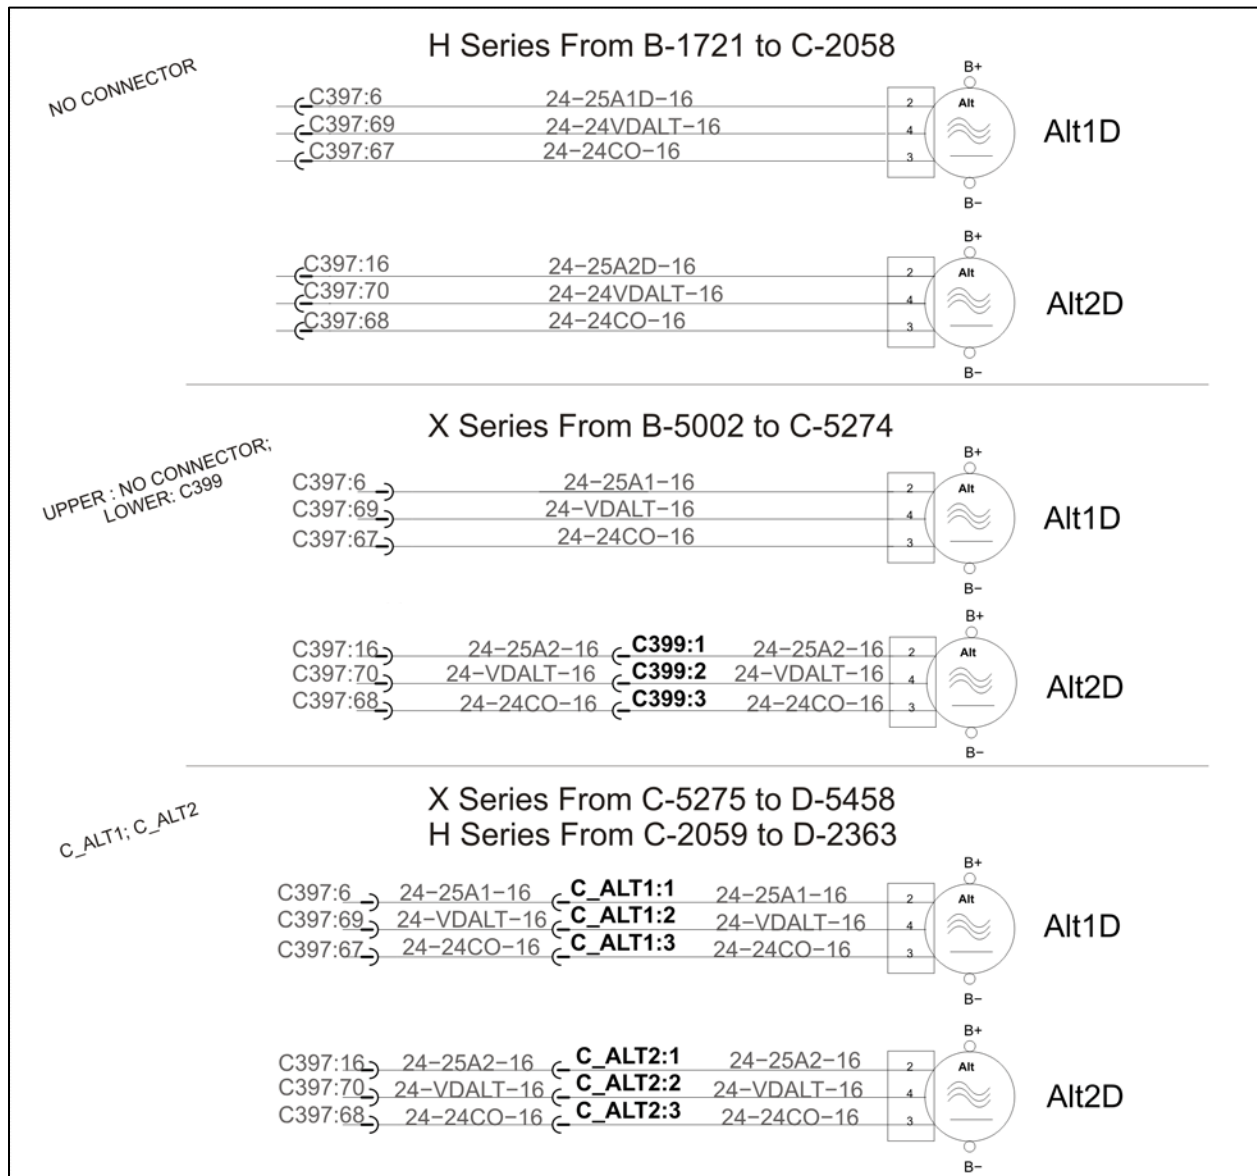 H Series From B-1721 to C-2058
NO CONNECTOR
B+
C397:6 24-25A1D-16 2 Alt
C397:69 24-24VDALT-16 4 Alt1D
C397:67 24-24CO-16 3
B-
B+
C397:16 24-25A2D-16 2 Alt
C397:70 24-24VDALT-16 4 Alt2D
C397:68 24-24CO-16 3
B-
X Series From B-5002 to C-5274
UPPER : NO CONNECTOR;
LOWER: C399
B+
C397:6 24-25A1-16 2 Alt
C397:69 24-VDALT-16 4 Alt1D
C397:67 24-24CO-16 3
B-
B+
C397:16 24-25A2-16 C399:1 24-25A2-16 2 Alt
C397:70 24-VDALT-16 C399:2 24-VDALT-16 4 Alt2D
C397:68 24-24CO-16 C399:3 24-24CO-16 3
B-
X Series From C-5275 to D-5458
H Series From C-2059 to D-2363
C_ALT1; C_ALT2
B+
C397:6 24-25A1-16 C_ALT1:1 24-25A1-16 2 Alt
C397:69 24-VDALT-16 C_ALT1:2 24-VDALT-16 4 Alt1D
C397:67 24-24CO-16 C_ALT1:3 24-24CO-16 3
B-
B+
C397:16 24-25A2-16 C_ALT2:1 24-25A2-16 2 Alt
C397:70 24-VDALT-16 C_ALT2:2 24-VDALT-16 4 Alt2D
C397:68 24-24CO-16 C_ALT2:3 24-24CO-16 3
B-